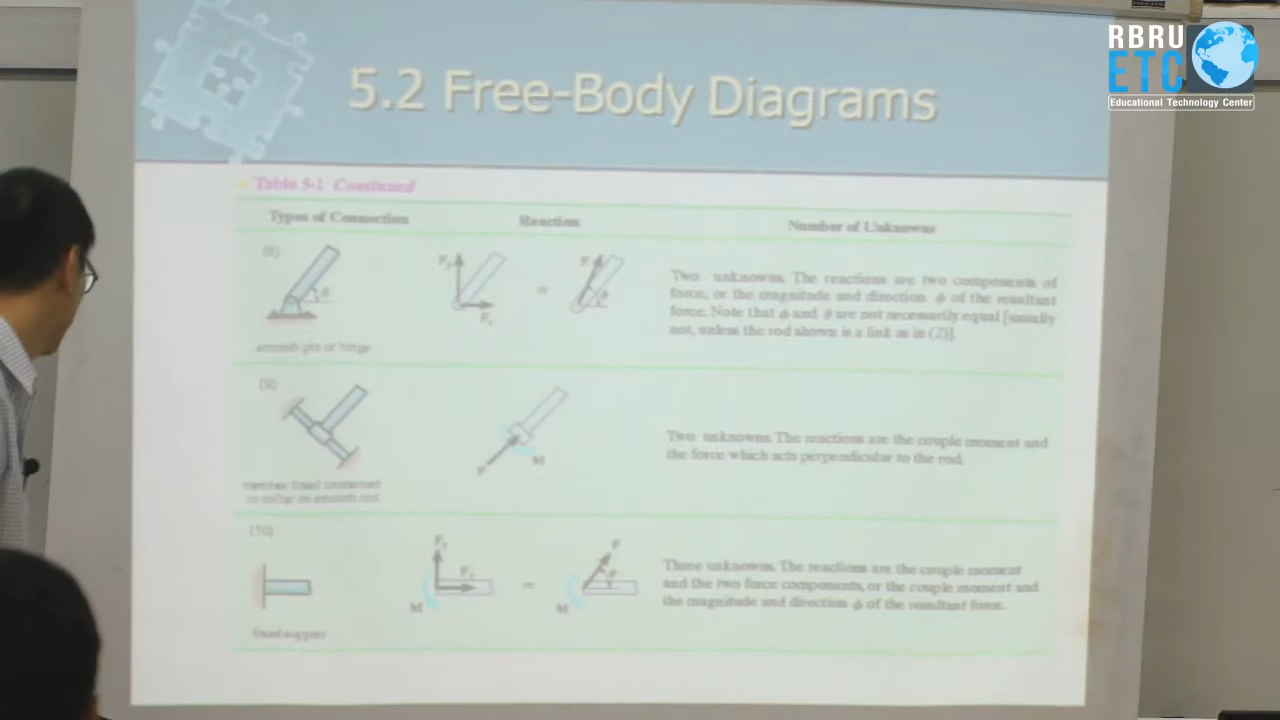 RBRU
ETC
Educational Technology Center
5.2 Free-Body Diagrams
Table 5-1 Continued
Types of Connection
Reaction
Number of Unknowns
(8)
θ
Fy
Fx
=
F
ϕ
Two unknowns. The reactions are two components of
force, or the magnitude and direction ϕ of the resultant
force. Note that ϕ and θ are not necessarily equal [usually
not, unless the rod shown is a link as in (2)].
smooth pin or hinge
(9)
F
M
Two unknowns. The reactions are the couple moment and
the force which acts perpendicular to the rod.
member fixed connected
to collar on smooth rod
(10)
Fy
Fx
M
=
F
ϕ
M
Three unknowns. The reactions are the couple moment
and the two force components, or the couple moment and
the magnitude and direction ϕ of the resultant force.
fixed support